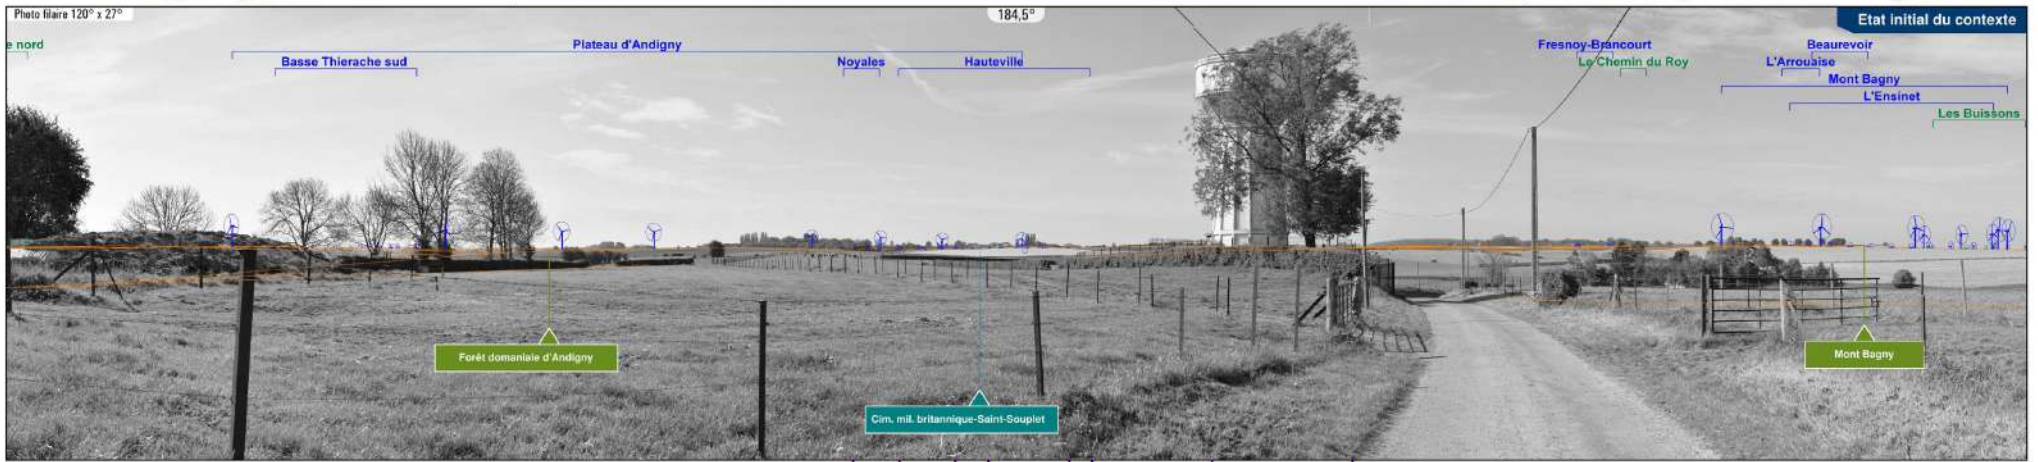 Photo filaire 120° x 27°
184,5°
Etat initial du contexte
e nord
Plateau d'Andigny
Fresnoy-Brancourt
Beaurevoir
Basse Thierache sud
Noyales
Hauteville
Le Chemin du Roy
L'Arrouaise
Mont Bagny
L'Ensinet
Les Buissons
Forêt domaniale d'Andigny
Mont Bagny
Cim. mil. britannique-Saint-Souplet